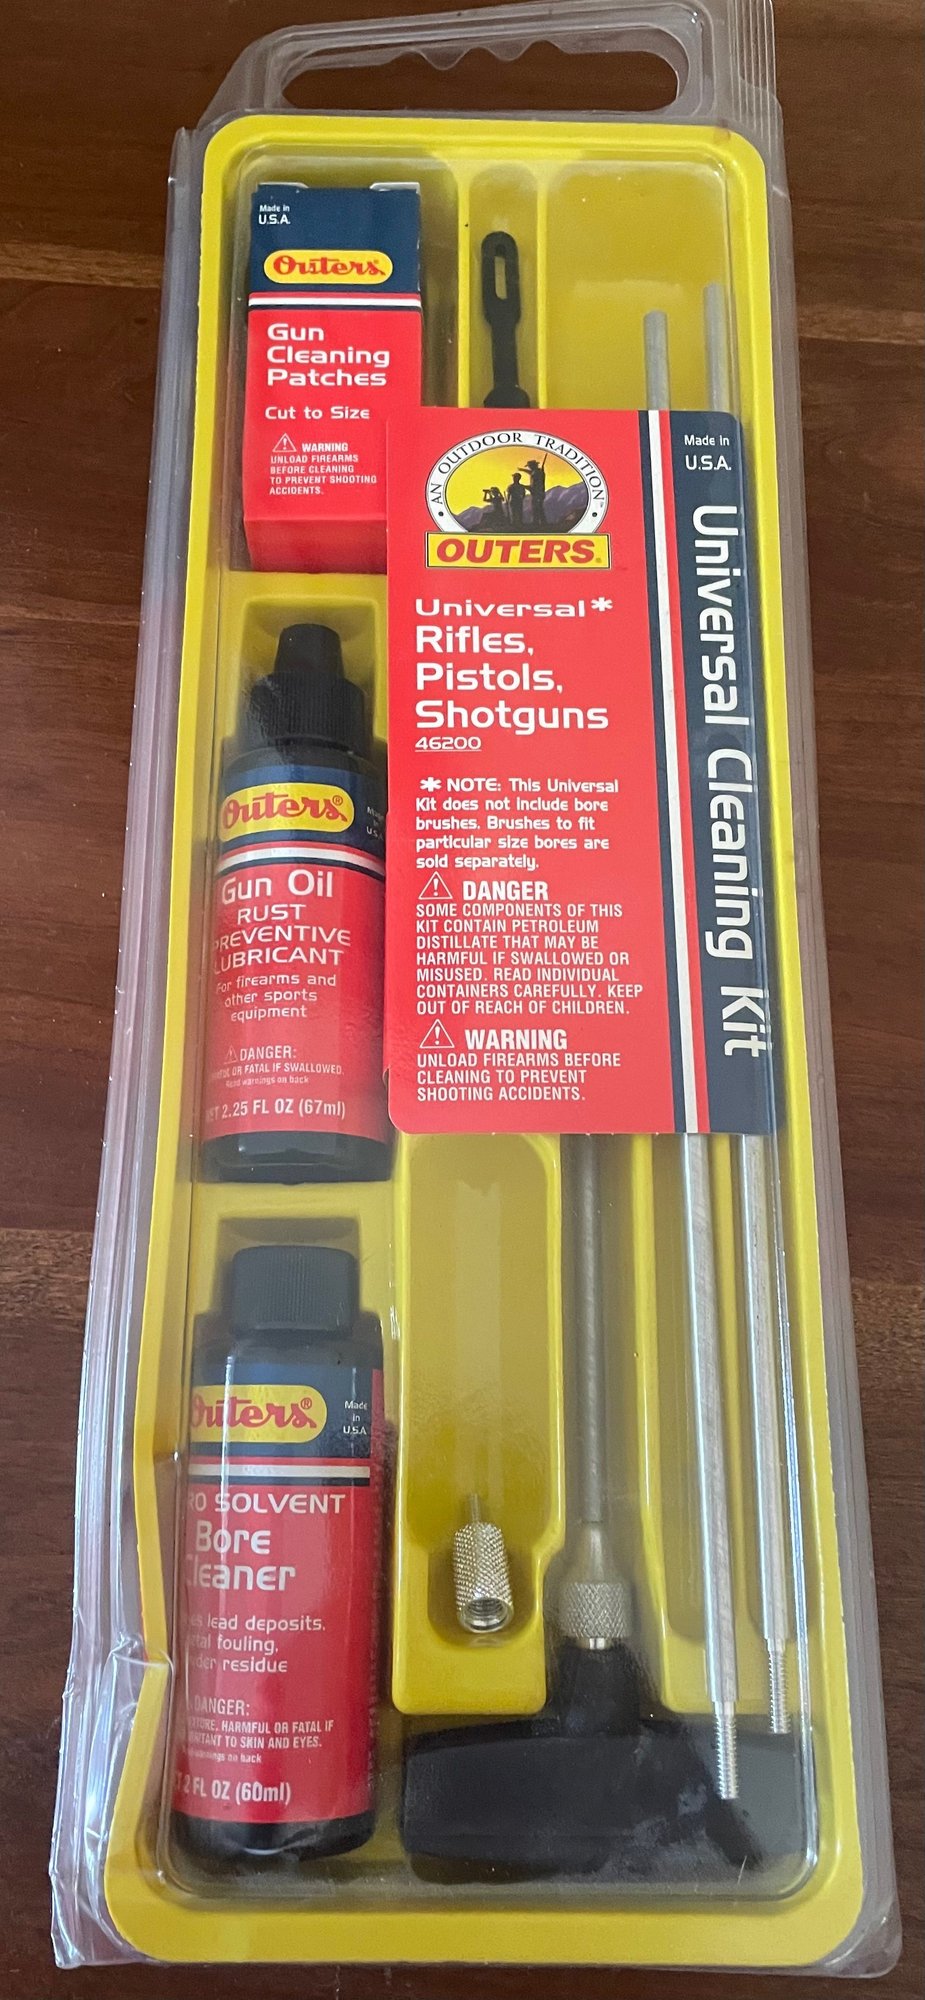 Made in
U.S.A.
Outers
Gun
Cleaning
Patches
Cut to Size
WARNING
UNLOAD FIREARMS
BEFORE CLEANING
TO PREVENT SHOOTING
ACCIDENTS.
AN OUTDOOR TRADITION™
OUTERS®
Universal*
Rifles,
Pistols,
Shotguns
46200
* NOTE: This Universal
Kit does not include bore
brushes. Brushes to fit
particular size bores are
sold separately.
DANGER
SOME COMPONENTS OF THIS
KIT CONTAIN PETROLEUM
DISTILLATE THAT MAY BE
HARMFUL IF SWALLOWED OR
MISUSED. READ INDIVIDUAL
CONTAINERS CAREFULLY. KEEP
OUT OF REACH OF CHILDREN.
WARNING
UNLOAD FIREARMS BEFORE
CLEANING TO PREVENT
SHOOTING ACCIDENTS.
Made in
U.S.A.
Universal Cleaning Kit
Outers®
Gun Oil
RUST
PREVENTIVE
LUBRICANT
For firearms and
other sports
equipment
DANGER:
OR FATAL IF SWALLOWED.
Read warnings on back
2.25 FL OZ (67ml)
Outers®
Made
in
U.S.A
SOLVENT
Bore
Cleaner
lead deposits,
fouling,
residue
DANGER:
HARMFUL OR FATAL IF
TO SKIN AND EYES.
warnings on back
2 FL OZ (60ml)